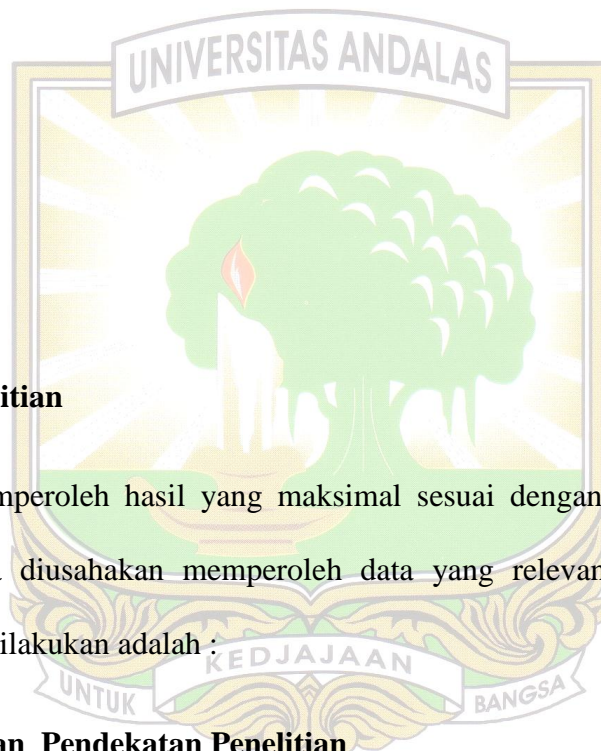 UNIVERSITAS ANDALAS
itian
mperoleh hasil yang maksimal sesuai dengan
diusahakan memperoleh data yang relevan
ilakukan adalah :
KEDJAJAAN
UNTUK BANGSA
an Pendekatan Penelitian